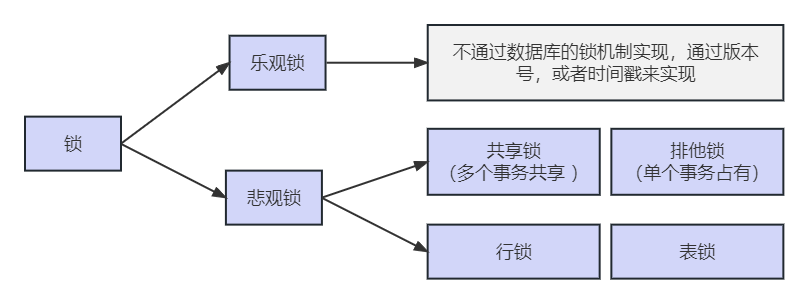 锁
乐观锁
不通过数据库的锁机制实现，通过版本
号，或者时间戳来实现
悲观锁
共享锁
（多个事务共享 ）
排他锁
（单个事务占有）
行锁
表锁